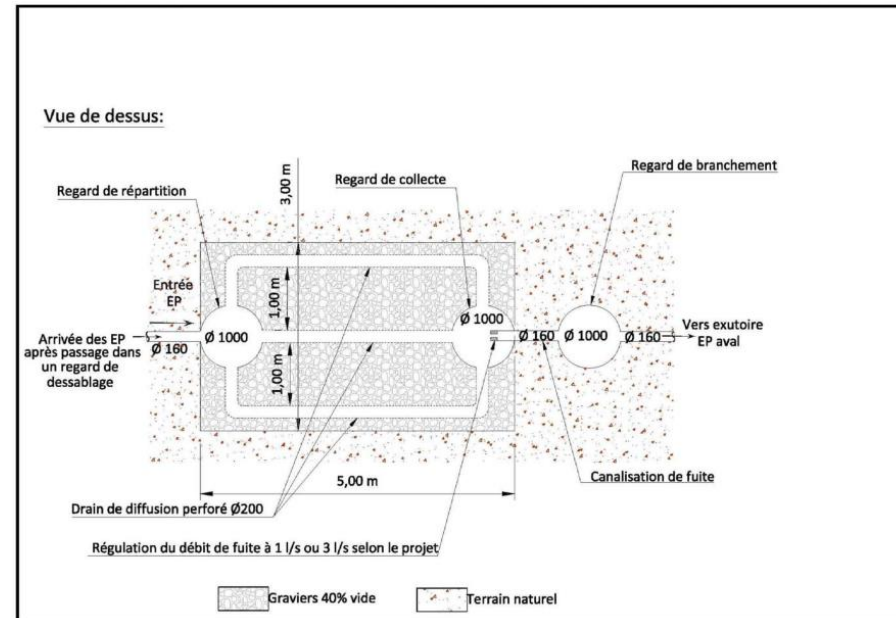 Vue de dessus:
Regard de branchement
Regard de répartition
Regard de collecte
3,00 m
Entrée
EP
1,00 m
Ø 1000
Arrivée des EP
après passage dans
un regard de
dessablage
Ø 160
Ø 1000
Ø 160
Ø 1000
Ø 160
Vers exutoire
EP aval
1,00 m
5,00 m
Canalisation de fuite
Drain de diffusion perforé Ø200
Régulation du débit de fuite à 1 l/s ou 3 l/s selon le projet
Graviers 40% vide
Terrain naturel